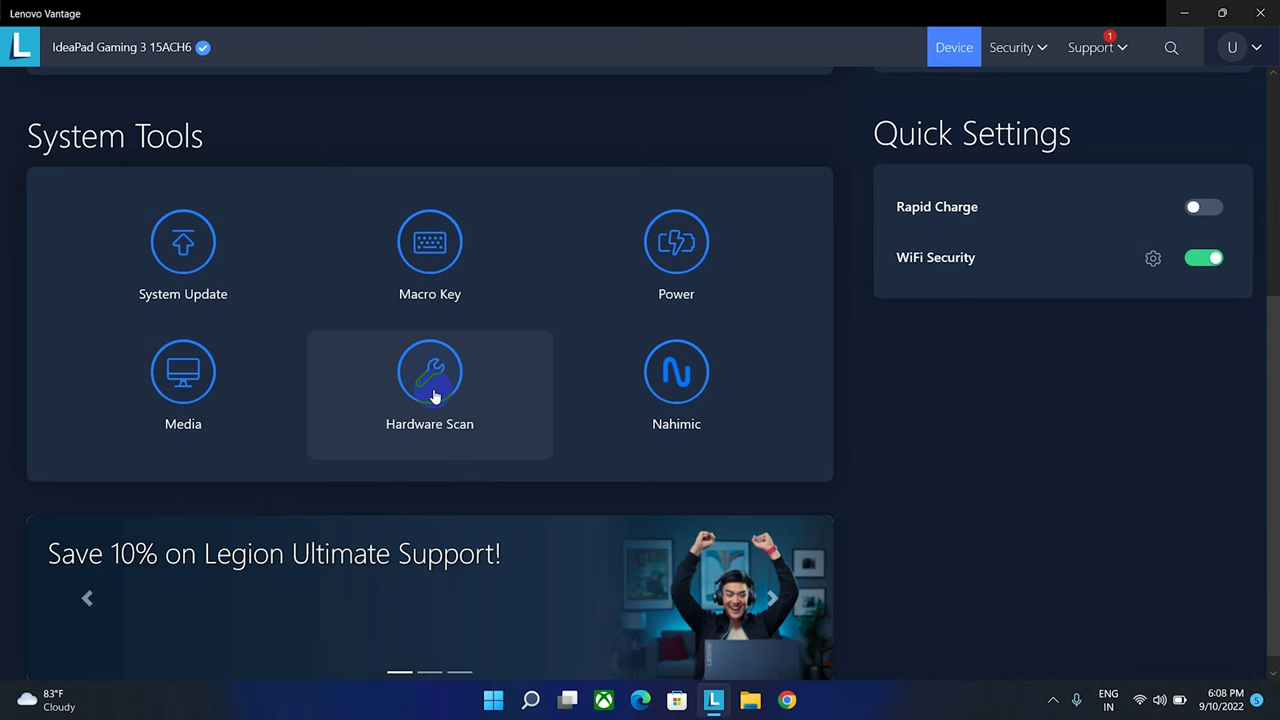 Lenovo Vantage
L
IdeaPad Gaming 3 15ACH6
Device
Security
Support
1
U
System Tools
Quick Settings
System Update
Macro Key
Power
Media
Hardware Scan
Nahimic
Rapid Charge
WiFi Security
Save 10% on Legion Ultimate Support!
LEGION
83°F
Cloudy
L
ENG
IN
6:08 PM
9/10/2022
5